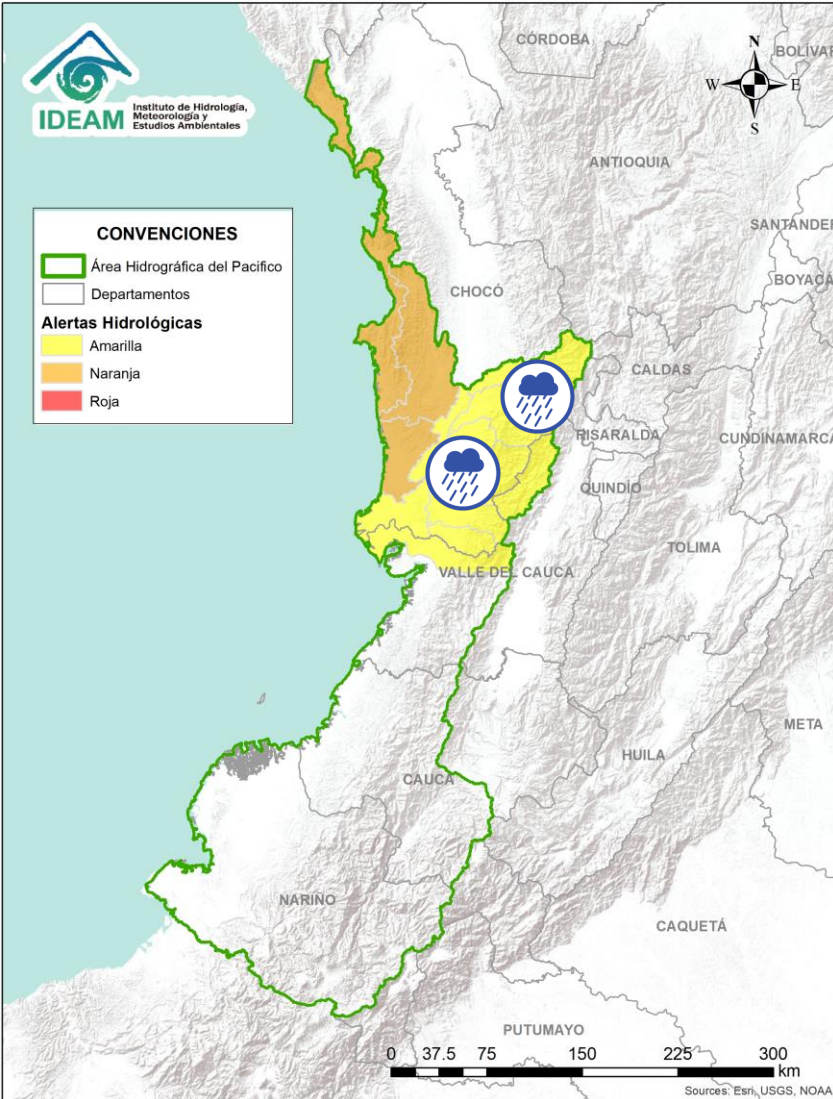 IDEAM
Instituto de Hidrología,
Meteorología y
Estudios Ambientales
CÓRDOBA
BOLÍVAR
N
W
E
S
ANTIOQUIA
SANTANDER
CONVENCIONES
Área Hidrográfica del Pacifico
Departamentos
Alertas Hidrológicas
Amarilla
Naranja
Roja
BOYACÁ
CHOCÓ
CALDAS
RISARALDA
CUNDINAMARCA
QUINDÍO
TOLIMA
VALLE DEL CAUCA
META
HUILA
CAUCA
NARIÑO
CAQUETÁ
PUTUMAYO
0 37.5 75 150 225 300
km
Sources: Esri, USGS, NOAA